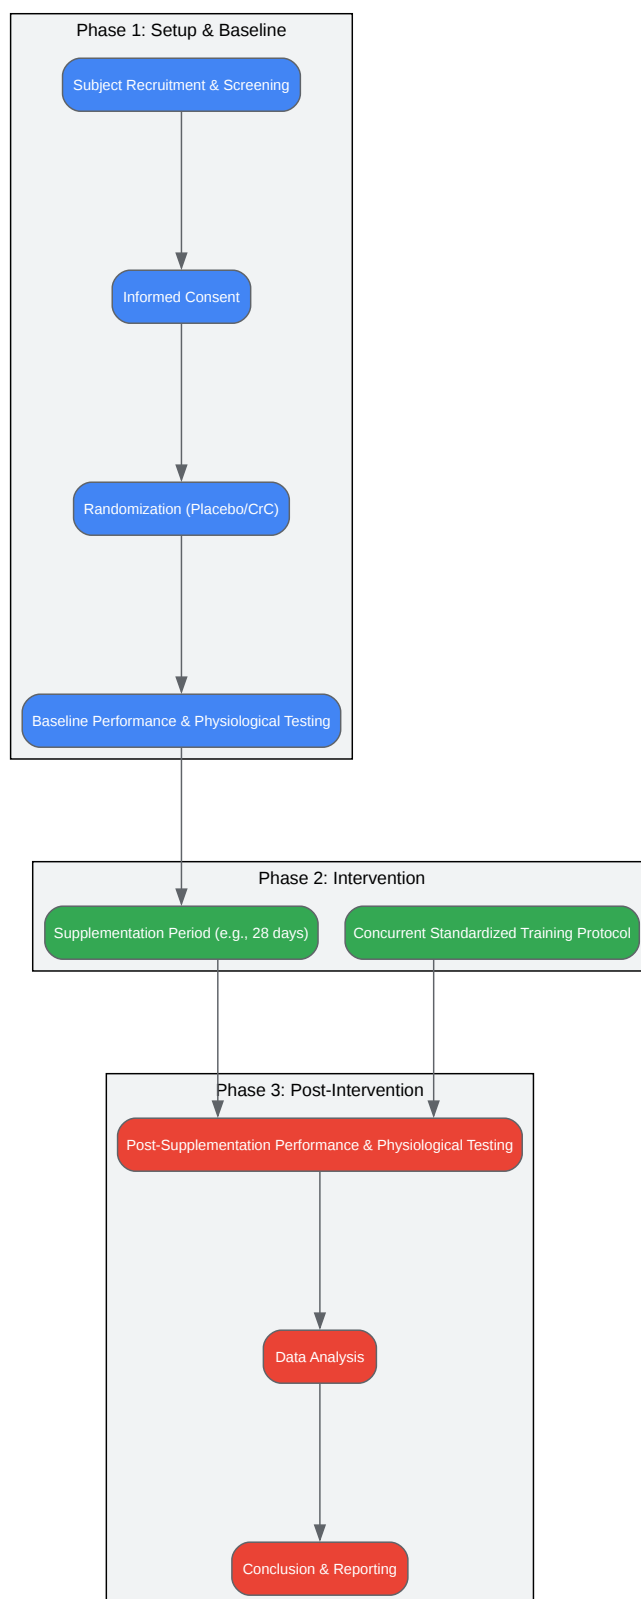 Phase 1: Setup & Baseline
Subject Recruitment & Screening
Informed Consent
Randomization (Placebo/CrC)
Baseline Performance & Physiological Testing
Phase 2: Intervention
Supplementation Period (e.g., 28 days)
Concurrent Standardized Training Protocol
Phase 3: Post-Intervention
Post-Supplementation Performance & Physiological Testing
Data Analysis
Conclusion & Reporting